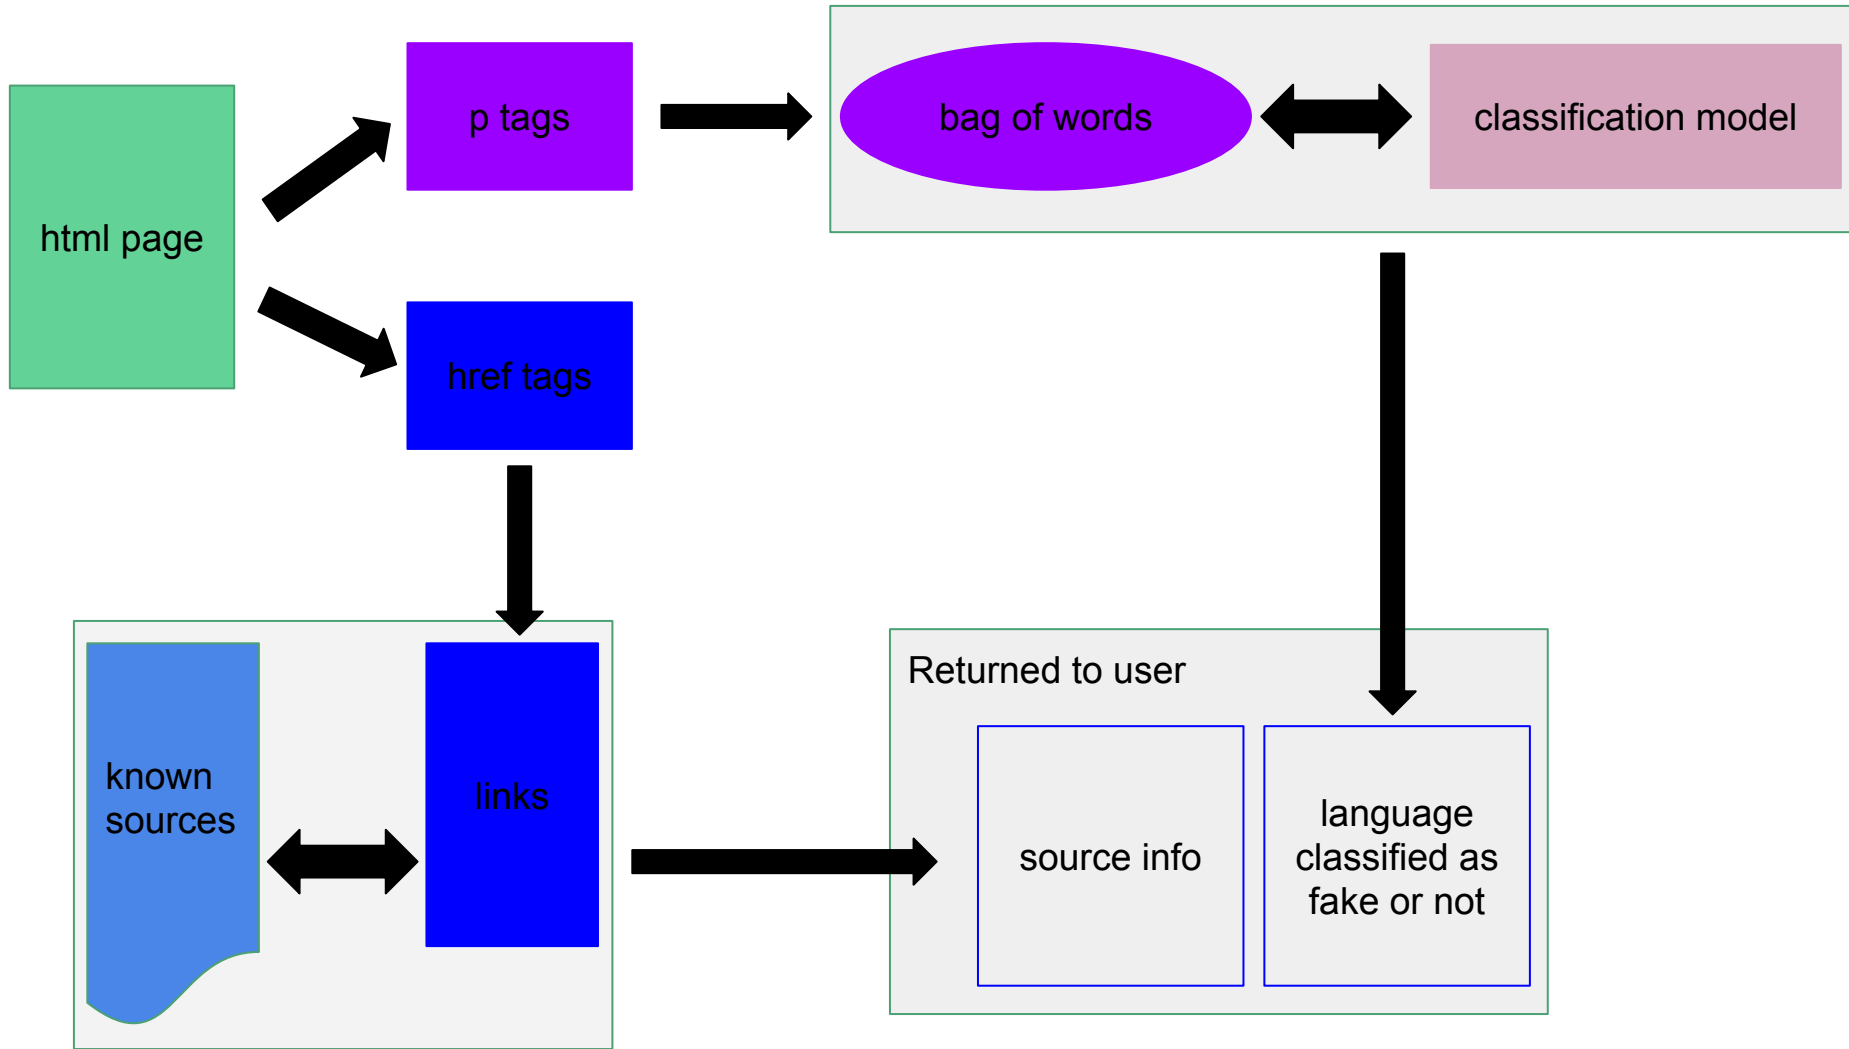 html page
p tags
bag of words
classification model
href tags
known
sources
links
Returned to user
source info
language
classified as
fake or not